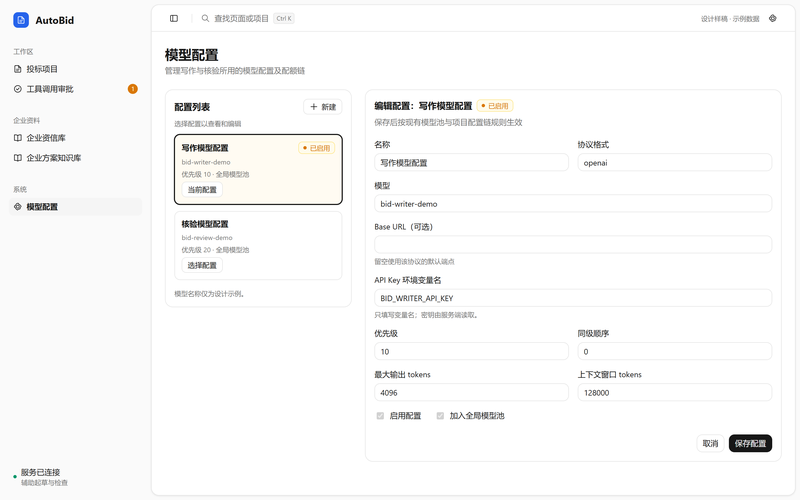 AutoBid
工作区
投标项目
工具调用审批
1
企业资料
企业资信库
企业方案知识库
系统
模型配置
服务已连接
辅助起草与检查
查找页面或项目 Ctrl K
设计样稿 · 示例数据
模型配置
管理写作与核验所用的模型配置及配额链
配置列表
新建
选择配置以查看和编辑
写作模型配置
已启用
bid-writer-demo
优先级 10 · 全局模型池
当前配置
核验模型配置
bid-review-demo
优先级 20 · 全局模型池
选择配置
模型名称仅为设计示例。
编辑配置：写作模型配置
已启用
保存后按现有模型池与项目配置链规则生效
名称
协议格式
写作模型配置
openai
模型
bid-writer-demo
Base URL（可选）
留空使用该协议的默认端点
API Key 环境变量名
BID_WRITER_API_KEY
只填写变量名；密钥由服务端读取。
优先级
同级顺序
10
0
最大输出 tokens
上下文窗口 tokens
4096
128000
启用配置
加入全局模型池
取消
保存配置